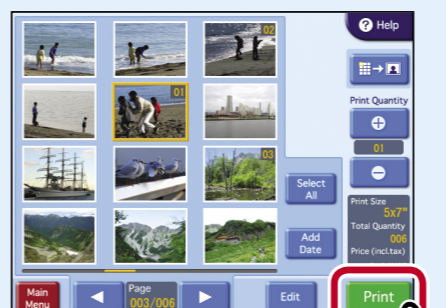 Help
02
01
Print Quantity
01
03
Select
All
Print Size
5x7"
Total Quantity
006
Price (incl.tax)
Add
Date
Main
Menu
Page
003/006
Edit
Print